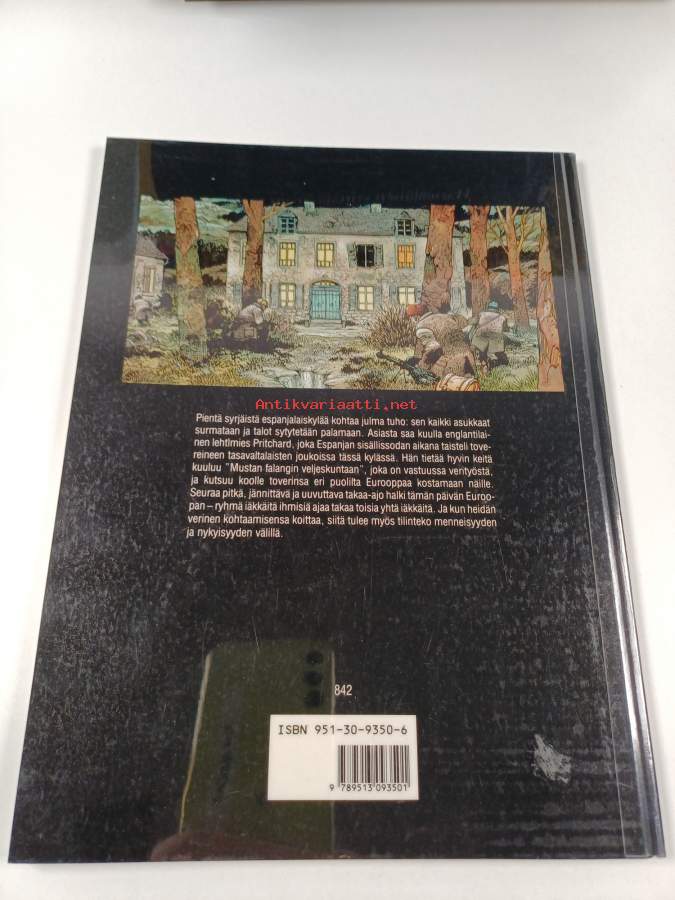 Antikvariaatti.net
Pientä syrjäistä espanjalaiskylää kohtaa julma tuho: sen kaikki asukkaat
surmataan ja talot sytytetään palamaan. Asiasta saa kuulla englantilai-
nen lehtimies Pritchard, joka Espanjan sisällissodan aikana taisteli tove-
reineen tasavaltalaisten joukoissa tässä kylässä. Hän tietää hyvin keitä
kuuluu "Mustan falangin veljeskuntaan", joka on vastuussa verityöstä,
ja kutsuu koolle toverinsa eri puolilta Eurooppaa kostamaan näille.
Seuraa pitkä, jännittävä ja uuvuttava takaa-ajo halki tämän päivän Euroo-
pan – ryhmä iäkkäitä ihmisiä ajaa takaa toisia yhtä iäkkäitä. Ja kun heidän
verinen kohtaamisensa koittaa, siitä tulee myös tilinteko menneisyyden
ja nykyisyyden välillä.
842
ISBN 951-30-9350-6
9 789513 093501